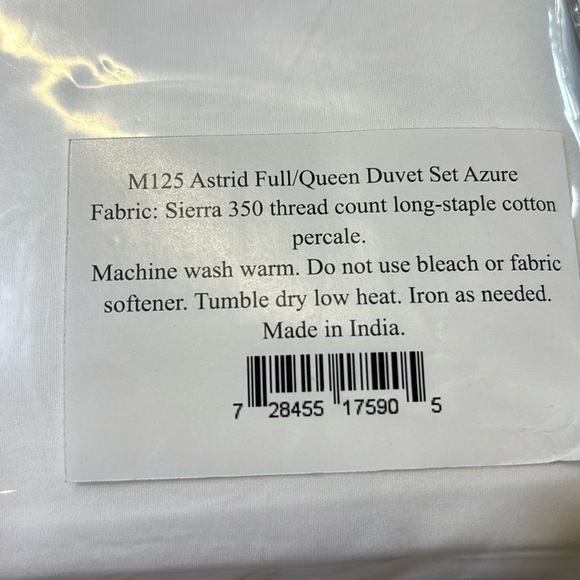 M125 Astrid Full/Queen Duvet Set Azure
Fabric: Sierra 350 thread count long-staple cotton
percale.
Machine wash warm. Do not use bleach or fabric
softener. Tumble dry low heat. Iron as needed.
Made in India.
7 28455 17590 5